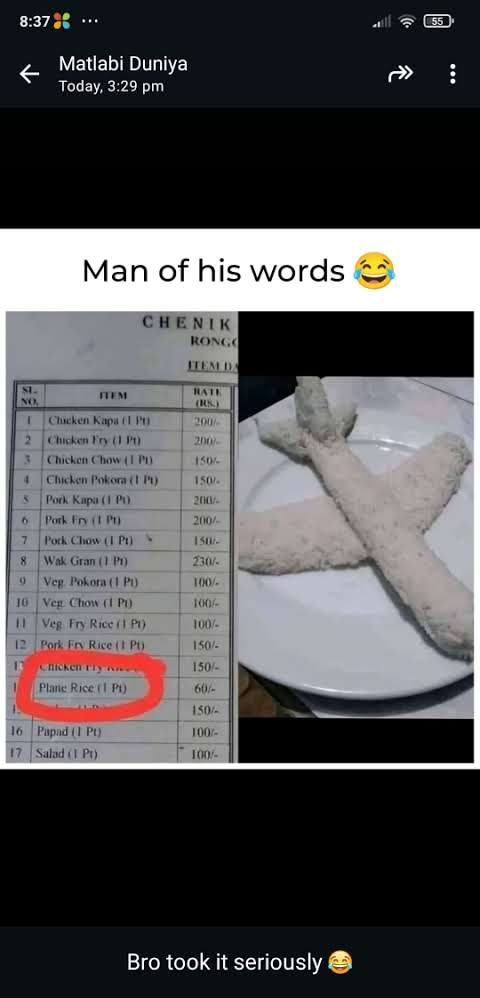 8:37 ...
55
Matlabi Duniya
Today, 3:29 pm
Man of his words 😂
CHENIK
RONG
ITEM DA
SL. NO. ITEM RATE (RS.)
1 Chicken Kapa (1 Pt) 200/-
2 Chicken Fry (1 Pt) 200/-
3 Chicken Chow (1 Pt) 150/-
4 Chicken Pokora (1 Pt) 150/-
5 Pork Kapa (1 Pt) 200/-
6 Pork Fry (1 Pt) 200/-
7 Pork Chow (1 Pt) 150/-
8 Wak Gran (1 Pt) 230/-
9 Veg. Pokora (1 Pt) 100/-
10 Veg. Chow (1 Pt) 100/-
11 Veg. Fry Rice (1 Pt) 100/-
12 Pork Fry Rice (1 Pt) 150/-
Chicken Fry 150/-
Plane Rice (1 Pt) 60/-
150/-
16 Papad (1 Pt) 100/-
17 Salad (1 Pt) 100/-
Bro took it seriously 😂